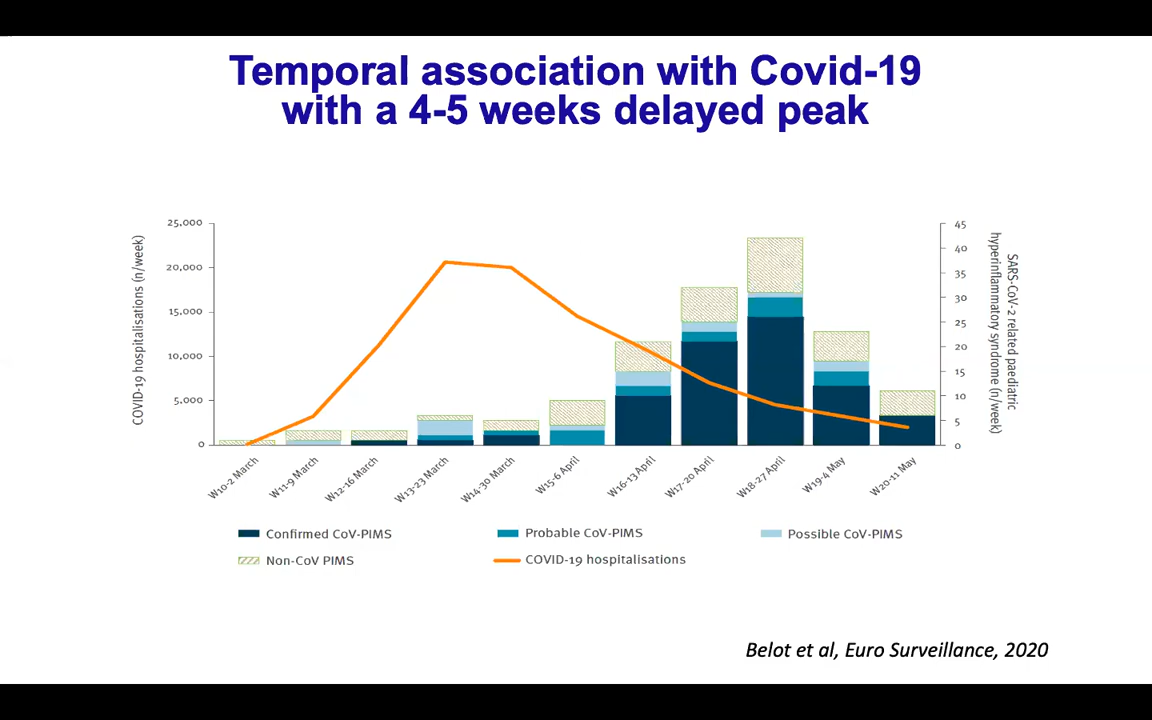 Temporal association with Covid-19
with a 4-5 weeks delayed peak
COVID-19 hospitalisations (n/week)
25,000
20,000
15,000
10,000
5,000
0
45
40
35
30
25
20
15
10
5
0
SARS-CoV-2 related paediatric
hyperinflammatory syndrome (n/week)
W10-2 March
W11-9 March
W12-16 March
W13-23 March
W14-30 March
W15-6 April
W16-13 April
W17-20 April
W18-27 April
W19-4 May
W20-11 May
Confirmed CoV-PIMS
Probable CoV-PIMS
Possible CoV-PIMS
Non-CoV PIMS
COVID-19 hospitalisations
Belot et al, Euro Surveillance, 2020